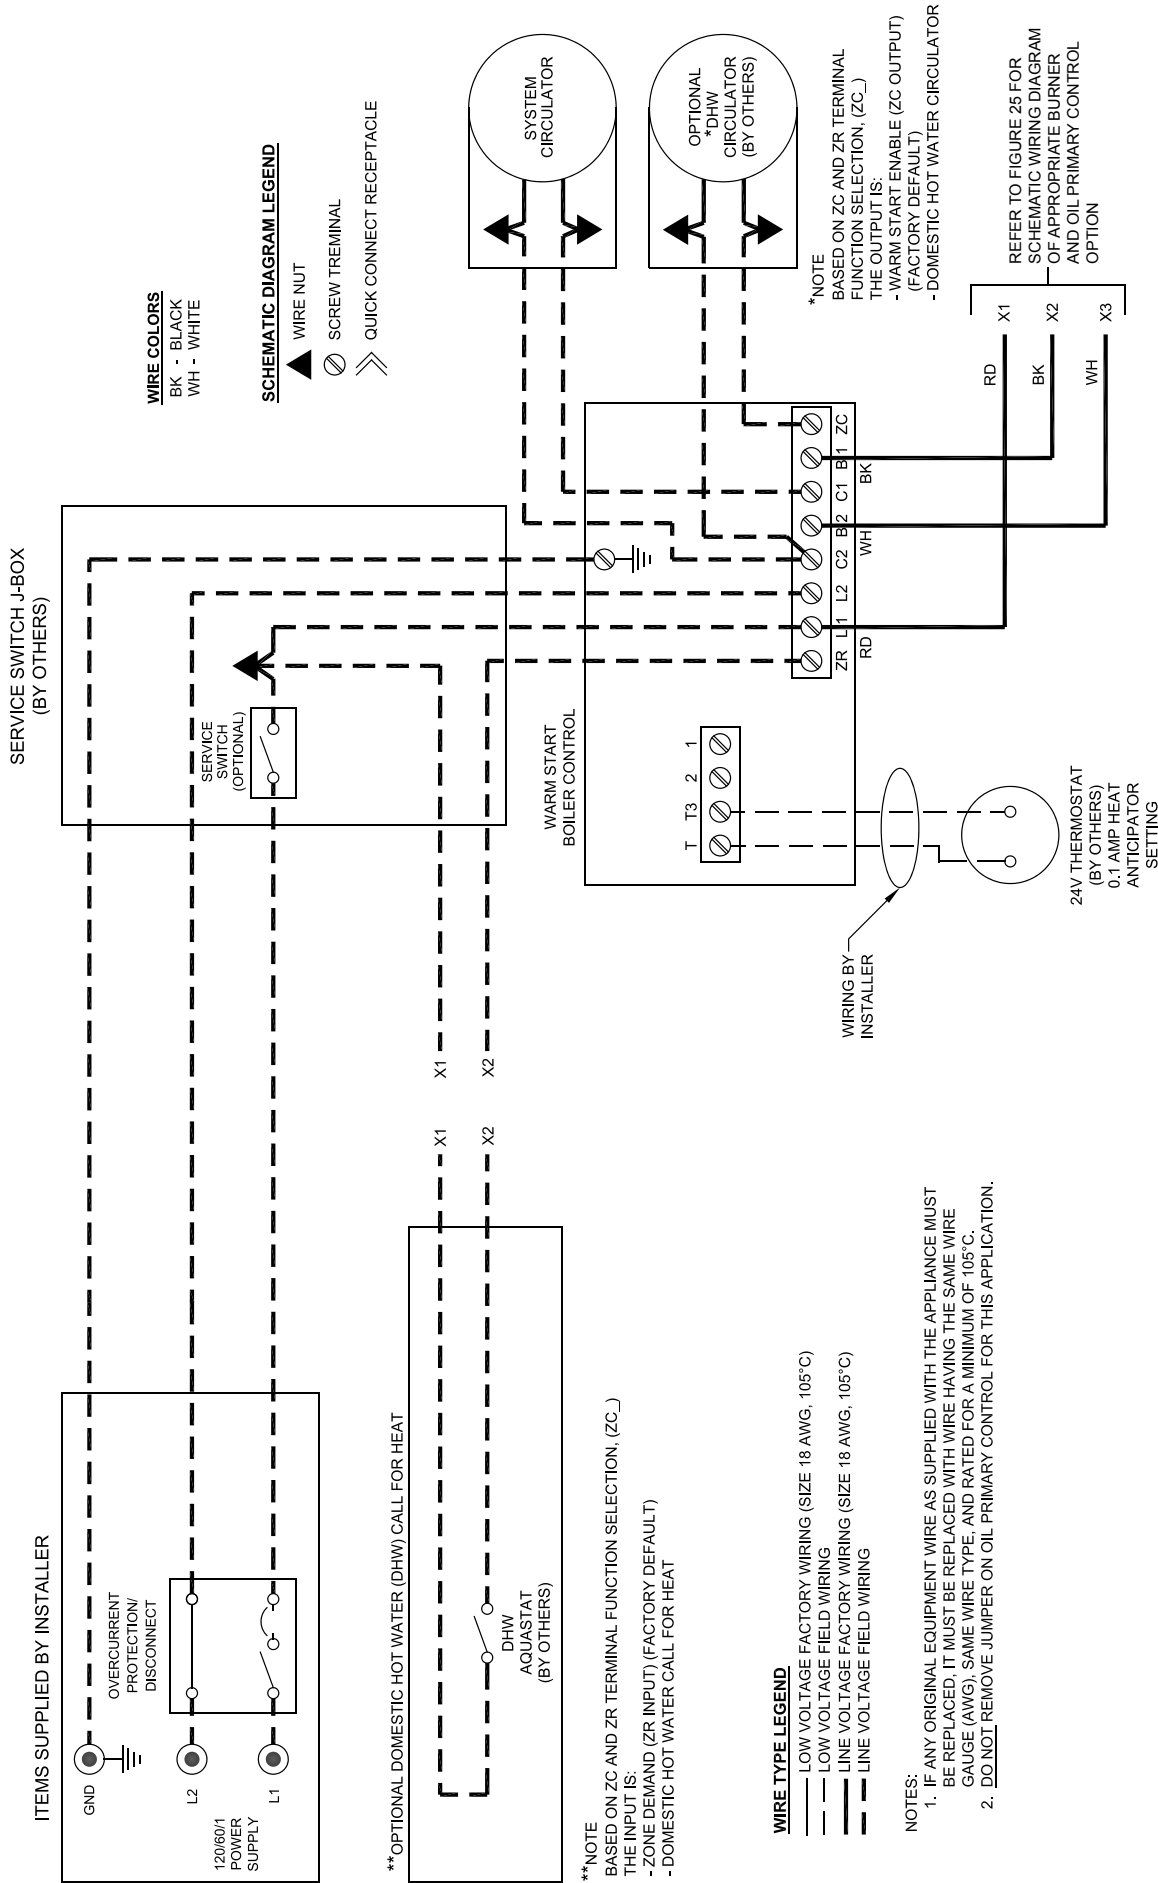 ITEMS SUPPLIED BY INSTALLER
GND
L2
L1
120/60/1
POWER
SUPPLY
OVERCURRENT
PROTECTION/
DISCONNECT
SERVICE SWITCH J-BOX
(BY OTHERS)
SERVICE
SWITCH
(OPTIONAL)
WIRE COLORS
BK - BLACK
WH - WHITE
SCHEMATIC DIAGRAM LEGEND
WIRE NUT
SCREW TREMINAL
QUICK CONNECT RECEPTACLE
**OPTIONAL DOMESTIC HOT WATER (DHW) CALL FOR HEAT
X1
X2
X1
X2
DHW
AQUASTAT
(BY OTHERS)
**NOTE
BASED ON ZC AND ZR TERMINAL FUNCTION SELECTION, (ZC_)
THE INPUT IS:
- ZONE DEMAND (ZR INPUT) (FACTORY DEFAULT)
- DOMESTIC HOT WATER CALL FOR HEAT
WARM START
BOILER CONTROL
T
T3
2
1
ZR
L1
L2
C2
B2
C1
B1
ZC
RD
WH
BK
SYSTEM
CIRCULATOR
OPTIONAL
*DHW
CIRCULATOR
(BY OTHERS)
*NOTE
BASED ON ZC AND ZR TERMINAL
FUNCTION SELECTION, (ZC_)
THE OUTPUT IS:
- WARM START ENABLE (ZC OUTPUT)
(FACTORY DEFAULT)
- DOMESTIC HOT WATER CIRCULATOR
RD
BK
WH
X1
X2
X3
REFER TO FIGURE 25 FOR
SCHEMATIC WIRING DIAGRAM
OF APPROPRIATE BURNER
AND OIL PRIMARY CONTROL
OPTION
WIRING BY
INSTALLER
24V THERMOSTAT
(BY OTHERS)
0.1 AMP HEAT
ANTICIPATOR
SETTING
WIRE TYPE LEGEND
LOW VOLTAGE FACTORY WIRING (SIZE 18 AWG, 105°C)
LOW VOLTAGE FIELD WIRING
LINE VOLTAGE FACTORY WIRING (SIZE 18 AWG, 105°C)
LINE VOLTAGE FIELD WIRING
NOTES:
1. IF ANY ORIGINAL EQUIPMENT WIRE AS SUPPLIED WITH THE APPLIANCE MUST
BE REPLACED, IT MUST BE REPLACED WITH WIRE HAVING THE SAME WIRE
GAUGE (AWG), SAME WIRE TYPE, AND RATED FOR A MINIMUM OF 105°C.
2. DO NOT REMOVE JUMPER ON OIL PRIMARY CONTROL FOR THIS APPLICATION.